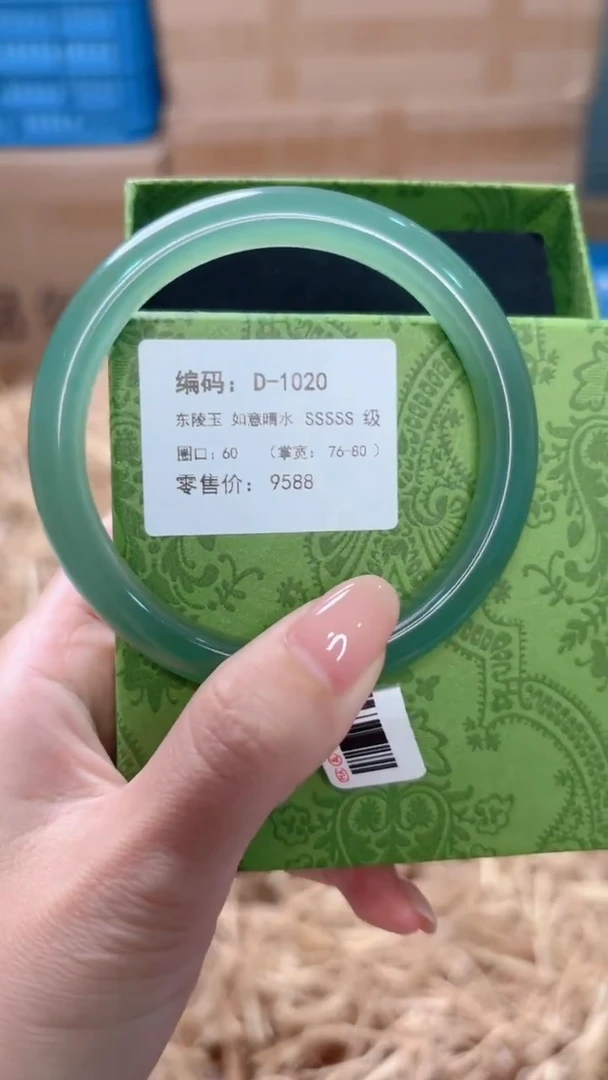 编码：D-1020
东陵玉 如意晴水 SSSSS 级
圈口：60 （掌宽：76-80 ）
零售价：9588